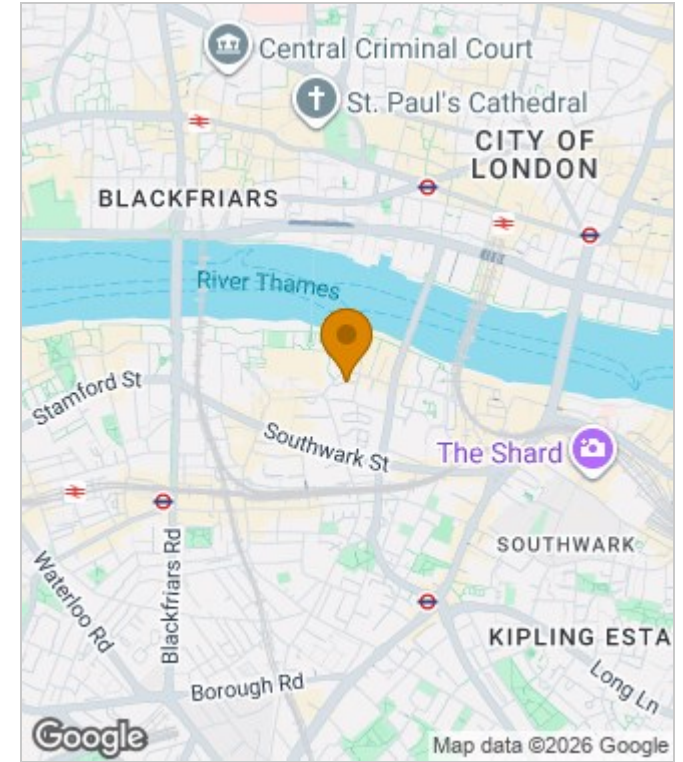 Central Criminal Court
St. Paul's Cathedral
CITY OF
LONDON
BLACKFRIARS
River Thames
Stamford St
Southwark St
The Shard
SOUTHWARK
Waterloo Rd
Blackfriars Rd
KIPLING ESTA
Long Ln
Borough Rd
Google
Map data ©2026 Google